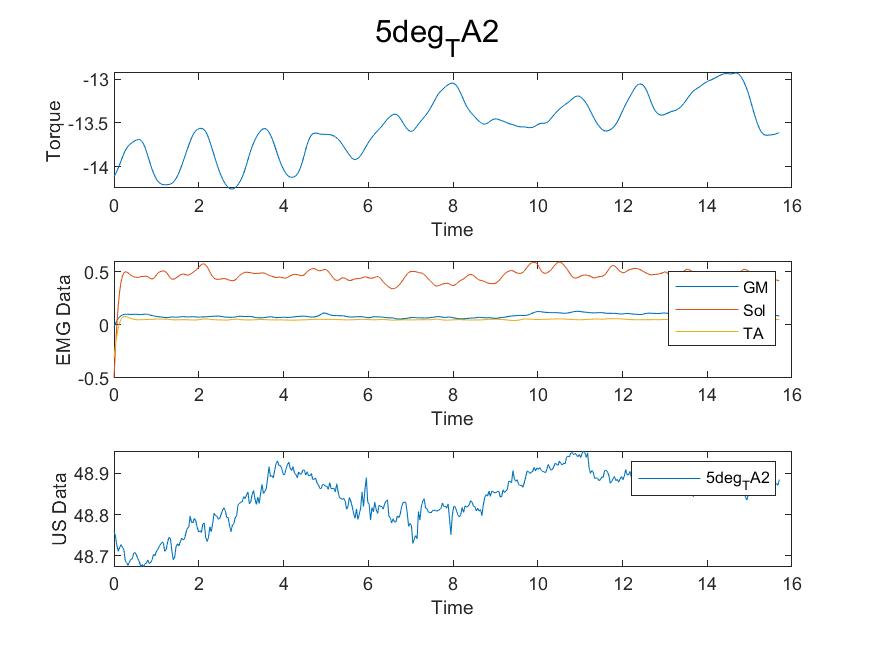 5deg_TA2
-13
-13.5
-14
Torque
0 2 4 6 8 10 12 14 16
Time
0.5
0
-0.5
EMG Data
GM
Sol
TA
0 2 4 6 8 10 12 14 16
Time
48.9
48.8
48.7
US Data
5deg_TA2
0 2 4 6 8 10 12 14 16
Time